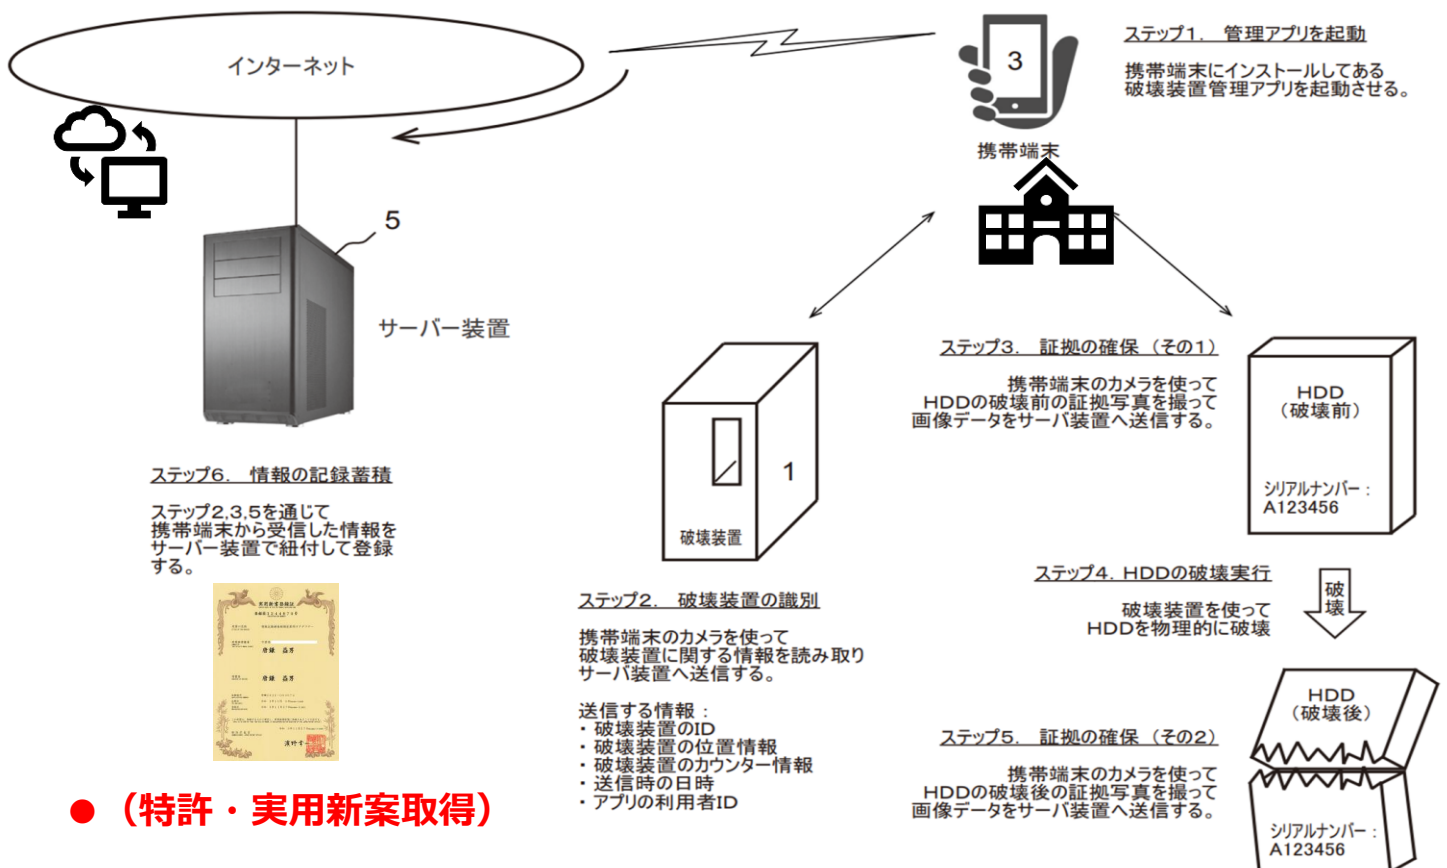 インターネット
3
携帯端末
ステップ1. 管理アプリを起動
携帯端末にインストールしてある
破壊装置管理アプリを起動させる。
5
サーバー装置
ステップ6. 情報の記録蓄積
ステップ2,3,5を通じて
携帯端末から受信した情報を
サーバー装置で紐付して登録
する。
●（特許・実用新案取得）
1
破壊装置
ステップ2. 破壊装置の識別
携帯端末のカメラを使って
破壊装置に関する情報を読み取り
サーバ装置へ送信する。
送信する情報：
・破壊装置のID
・破壊装置の位置情報
・破壊装置のカウンター情報
・送信時の日時
・アプリの利用者ID
ステップ3. 証拠の確保（その1）
携帯端末のカメラを使って
HDDの破壊前の証拠写真を撮って
画像データをサーバ装置へ送信する。
HDD
（破壊前）
シリアルナンバー：
A123456
ステップ4. HDDの破壊実行
破壊装置を使って
HDDを物理的に破壊
破
壊
ステップ5. 証拠の確保（その2）
携帯端末のカメラを使って
HDDの破壊後の証拠写真を撮って
画像データをサーバ装置へ送信する。
HDD
（破壊後）
シリアルナンバー：
A123456